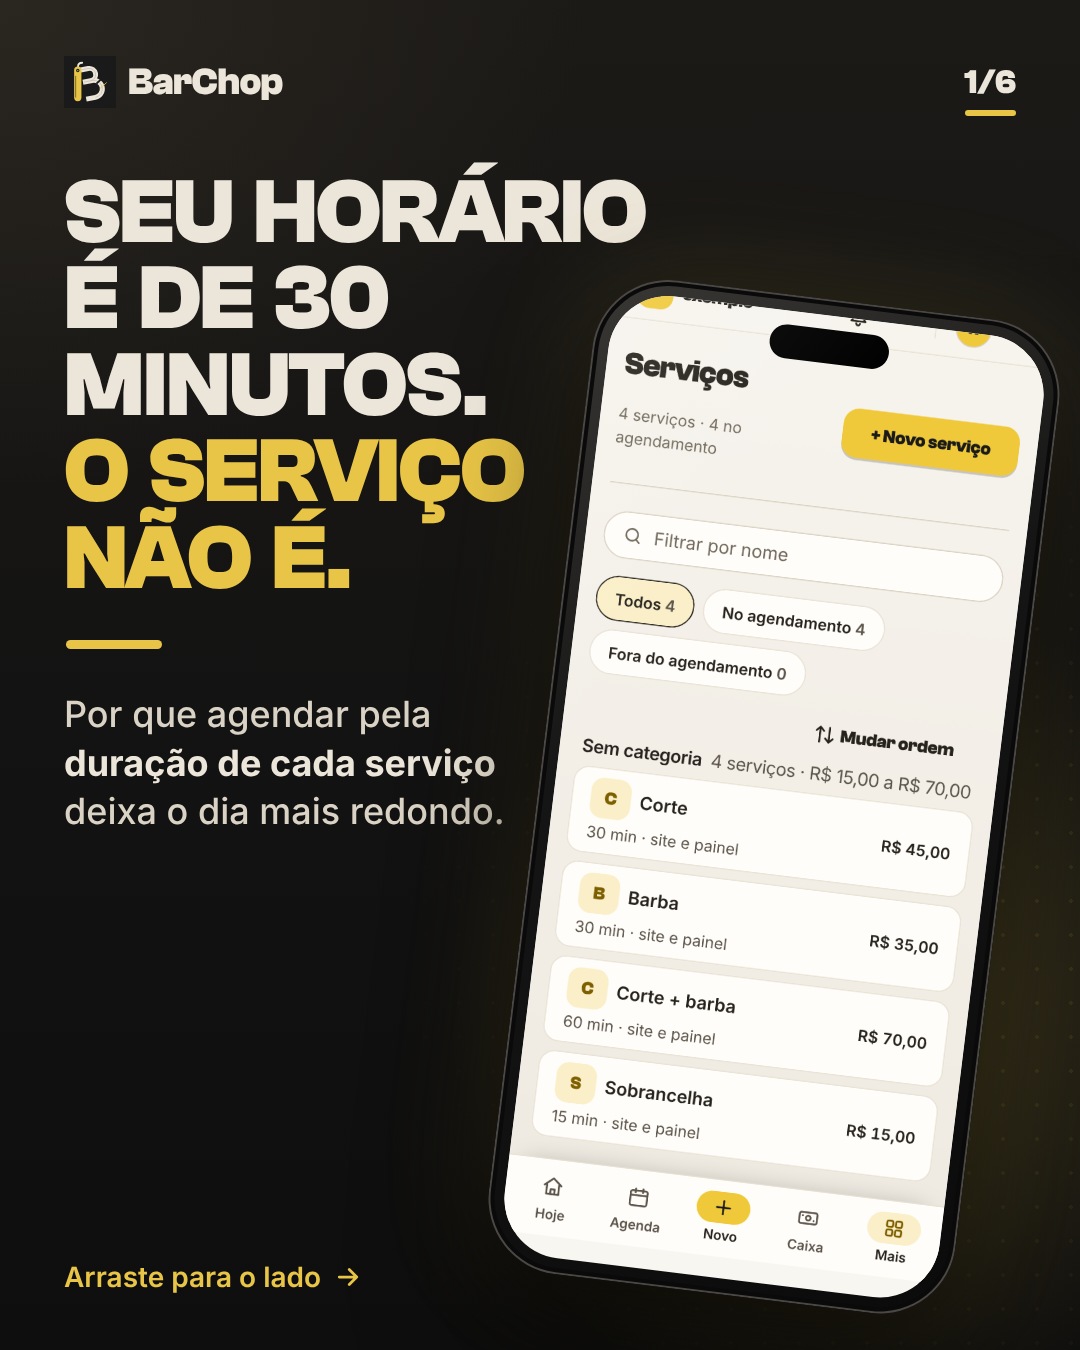 BarChop
1/6
SEU HORÁRIO
É DE 30
MINUTOS.
O SERVIÇO
NÃO É.
Por que agendar pela
duração de cada serviço
deixa o dia mais redondo.
Serviços
4 serviços · 4 no
agendamento
+ Novo serviço
Filtrar por nome
Todos 4
No agendamento 4
Fora do agendamento 0
Mudar ordem
Sem categoria 4 serviços · R$ 15,00 a R$ 70,00
C Corte
30 min · site e painel
R$ 45,00
B Barba
30 min · site e painel
R$ 35,00
C Corte + barba
60 min · site e painel
R$ 70,00
S Sobrancelha
15 min · site e painel
R$ 15,00
Hoje
Agenda
Novo
Caixa
Mais
Arraste para o lado →